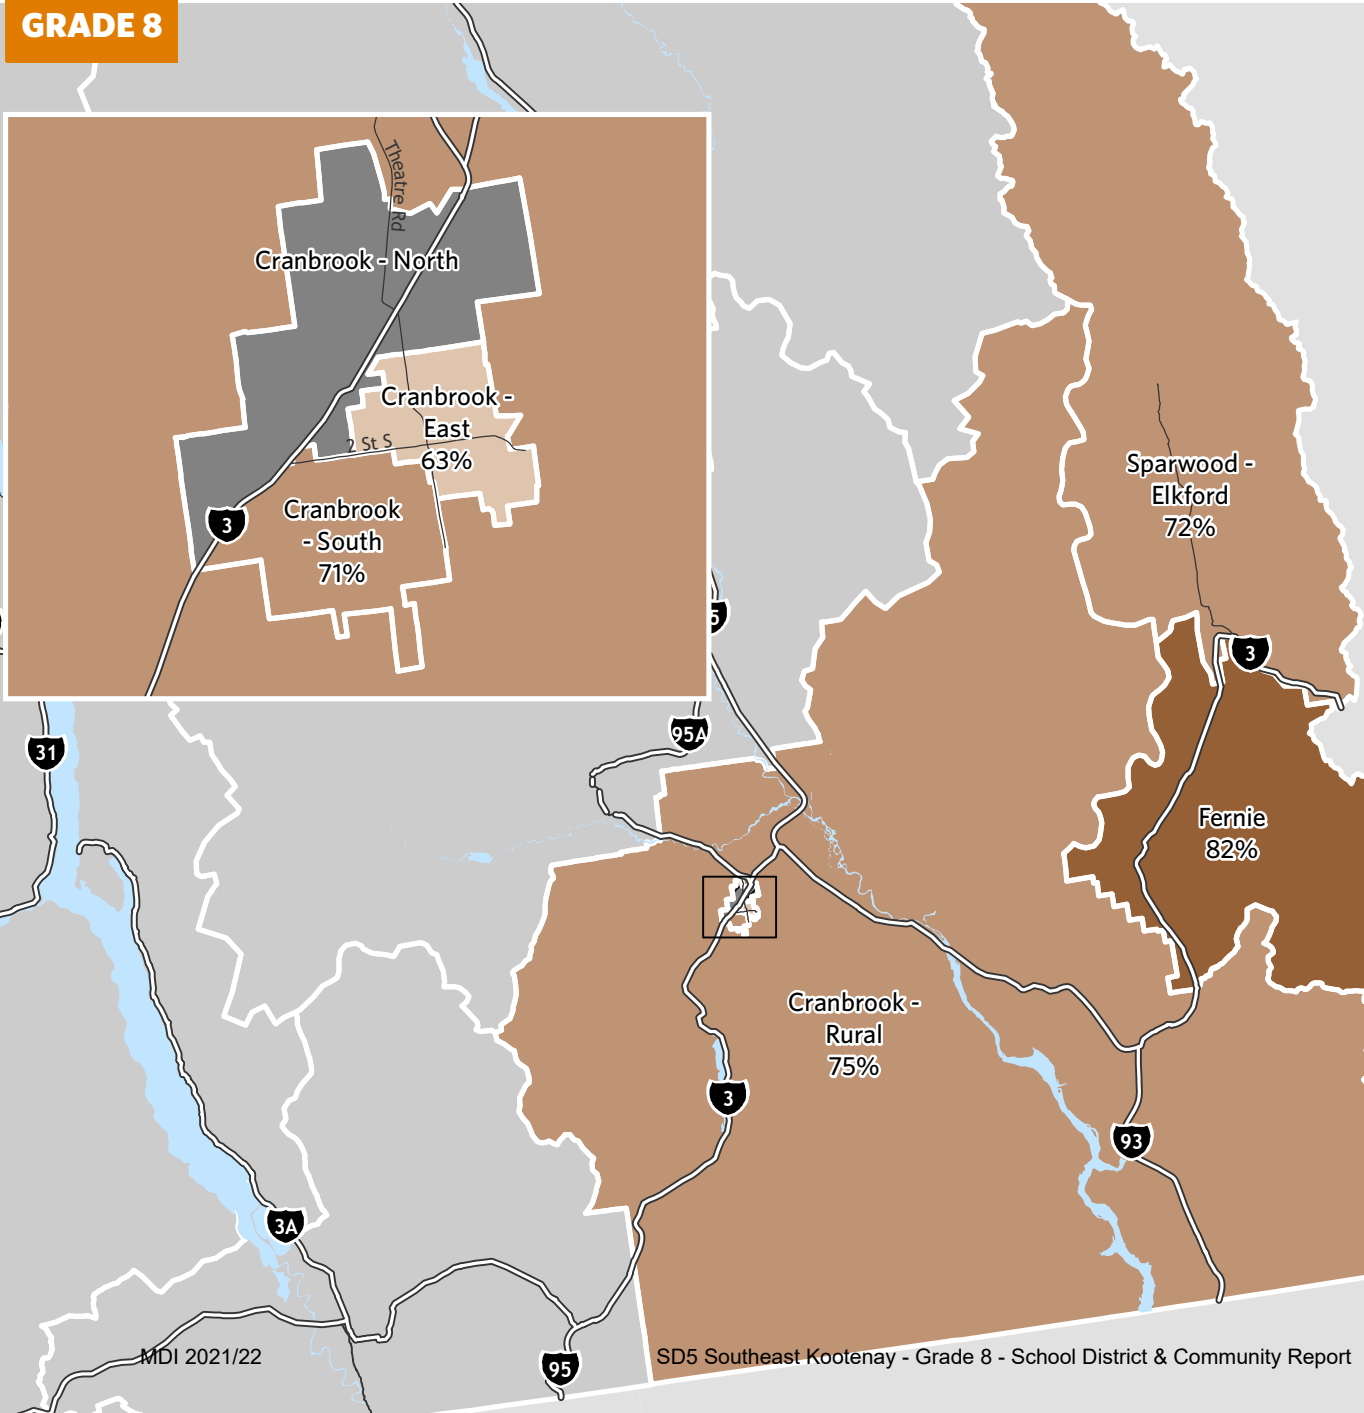 GRADE 8
Theatre Rd
Cranbrook - North
Cranbrook -
East
63%
2 St S
Cranbrook
- South
71%
3
Sparwood -
Elkford
72%
3
95A
31
Fernie
82%
Cranbrook -
Rural
75%
3
93
3A
95
MDI 2021/22
SD5 Southeast Kootenay - Grade 8 - School District & Community Report